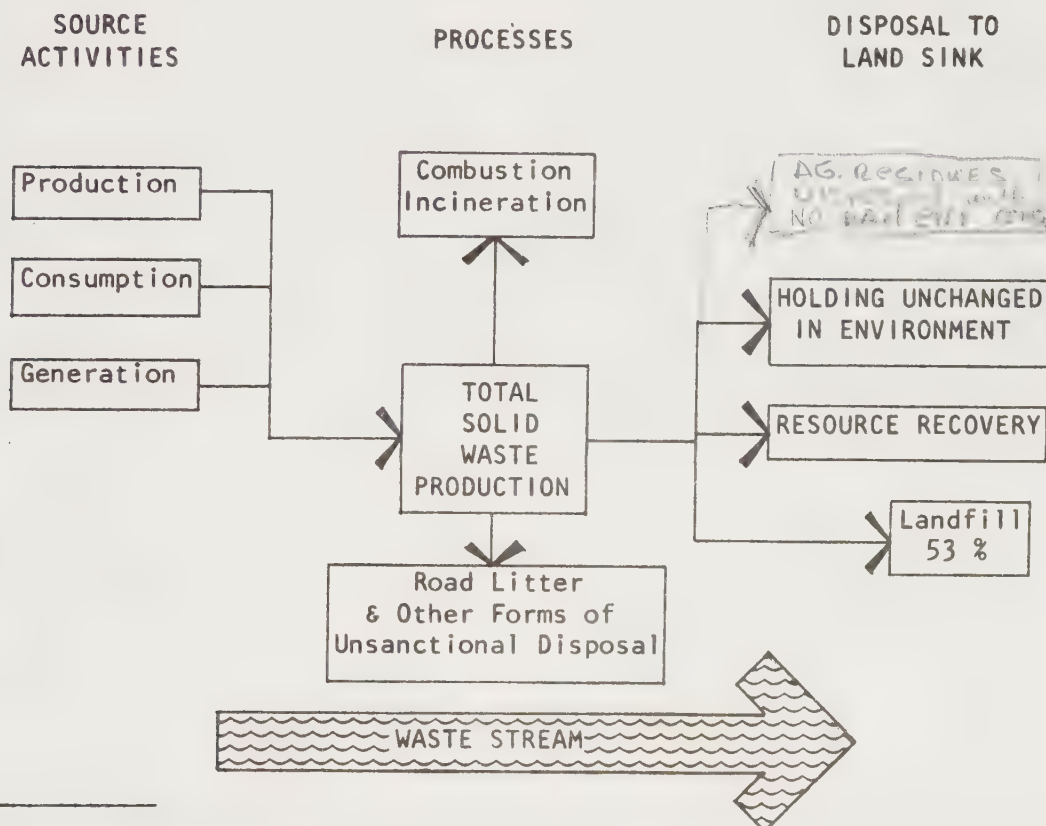 SOURCE
ACTIVITIES
PROCESSES
DISPOSAL TO
LAND SINK
Production
Consumption
Generation
Combustion
Incineration
TOTAL
SOLID
WASTE
PRODUCTION
Road Litter
& Other Forms of
Unsanctional Disposal
AG. RESIDUES
NO
HOLDING UNCHANGED
IN ENVIRONMENT
RESOURCE RECOVERY
Landfill
53 %
WASTE STREAM